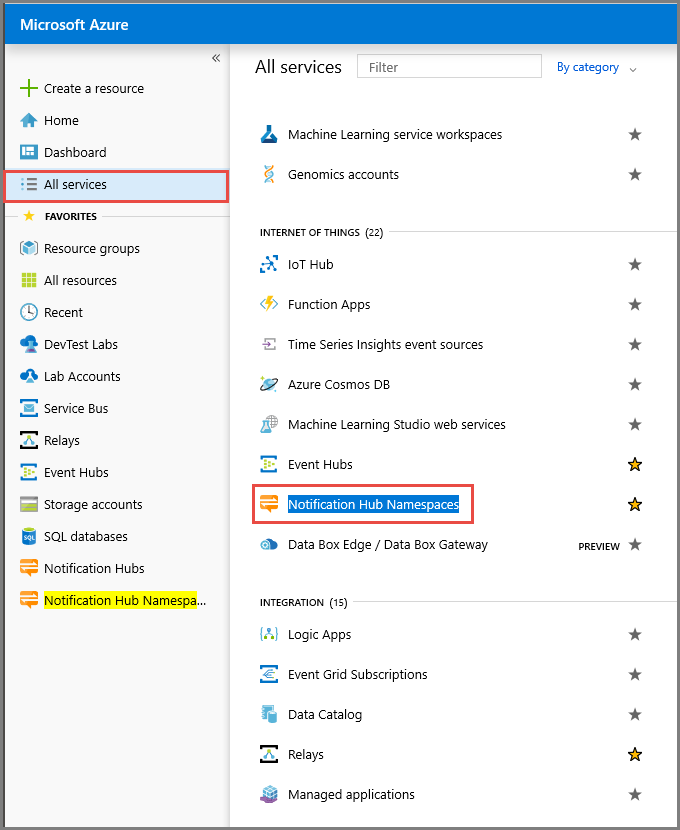 Microsoft Azure
«
Create a resource
Home
Dashboard
All services
FAVORITES
Resource groups
All resources
Recent
DevTest Labs
Lab Accounts
Service Bus
Relays
Event Hubs
Storage accounts
SQL databases
Notification Hubs
Notification Hub Namespa...
All services
Filter
By category
Machine Learning service workspaces
Genomics accounts
INTERNET OF THINGS (22)
IoT Hub
Function Apps
Time Series Insights event sources
Azure Cosmos DB
Machine Learning Studio web services
Event Hubs
Notification Hub Namespaces
Data Box Edge / Data Box Gateway PREVIEW
INTEGRATION (15)
Logic Apps
Event Grid Subscriptions
Data Catalog
Relays
Managed applications